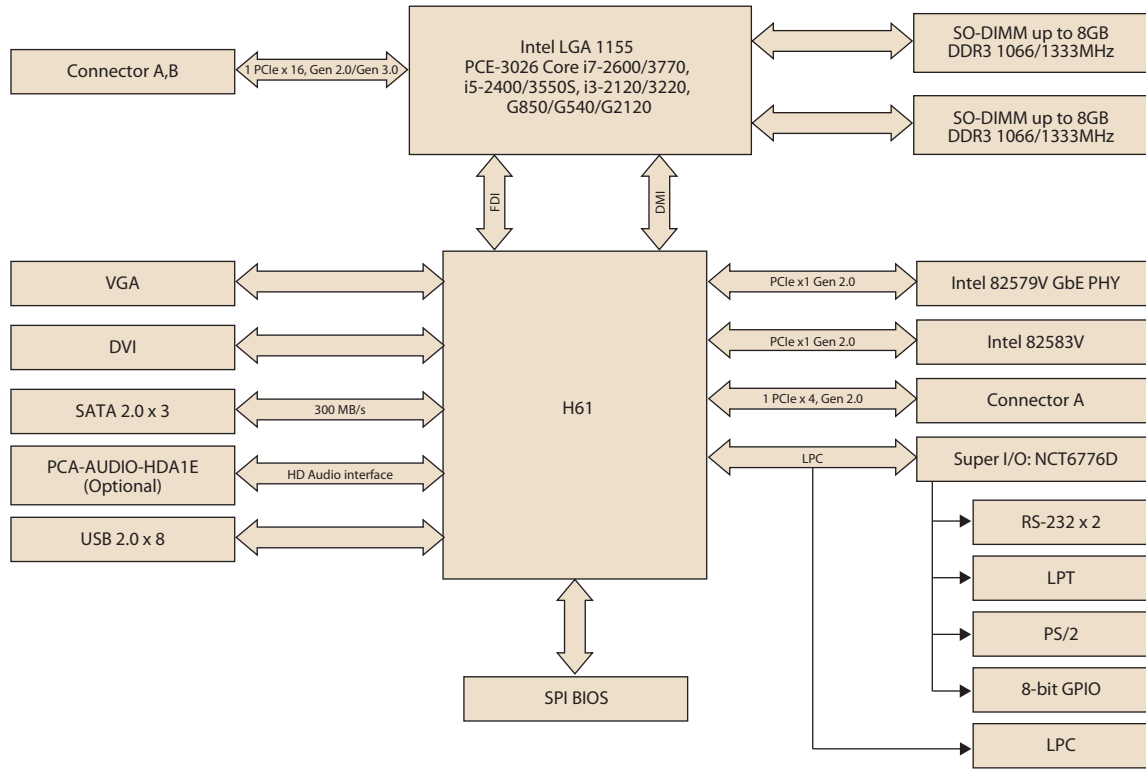 Connector A,B
1 PCIe x 16, Gen 2.0/Gen 3.0
Intel LGA 1155
PCE-3026 Core i7-2600/3770,
i5-2400/3550S, i3-2120/3220,
G850/G540/G2120
SO-DIMM up to 8GB
DDR3 1066/1333MHz
SO-DIMM up to 8GB
DDR3 1066/1333MHz
FDI
DMI
VGA
DVI
SATA 2.0 x 3
300 MB/s
PCA-AUDIO-HDA1E
(Optional)
HD Audio interface
USB 2.0 x 8
H61
PCIe x1 Gen 2.0
Intel 82579V GbE PHY
PCIe x1 Gen 2.0
Intel 82583V
1 PCIe x 4, Gen 2.0
Connector A
LPC
Super I/O: NCT6776D
RS-232 x 2
LPT
PS/2
8-bit GPIO
LPC
SPI BIOS